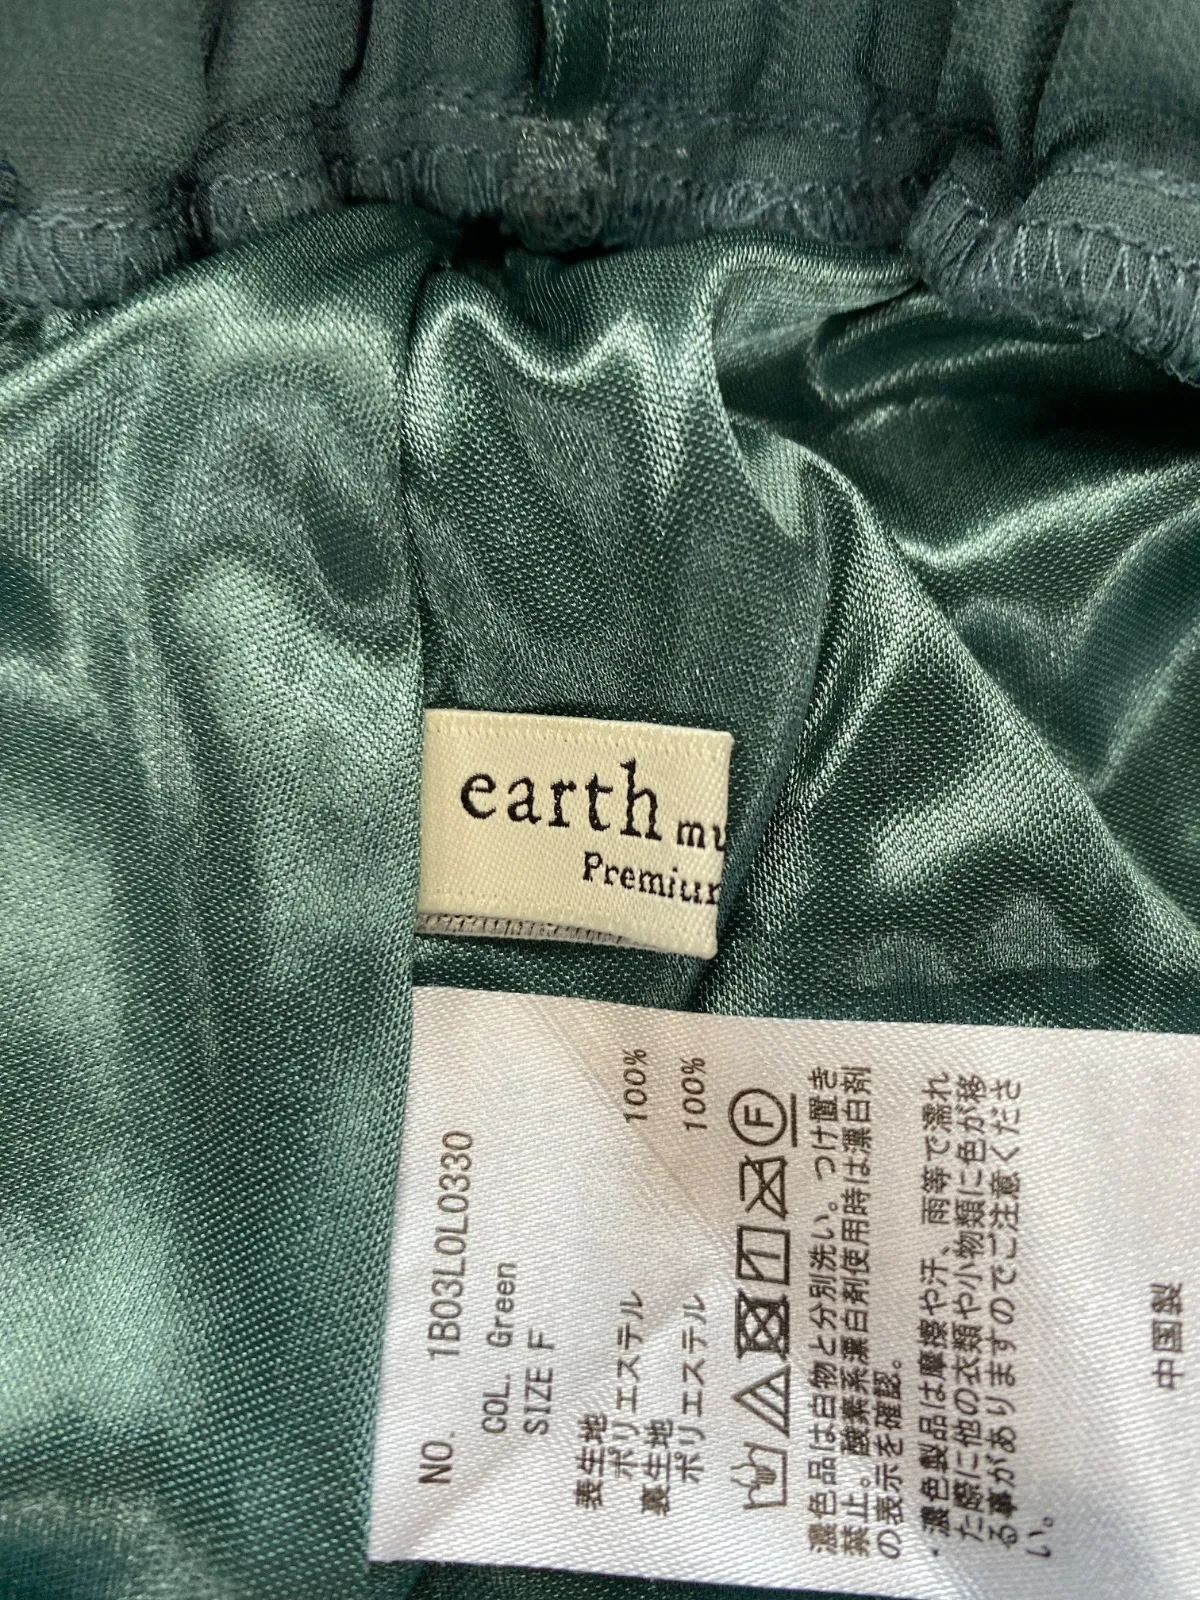 earth mu
Premium
NO. 1B03L0L0330
COL. Green
SIZE F
表生地
ポリエステル 100%
裏生地
ポリエステル 100%
F
濃色品は白物と分別洗い。つけ置き
禁止。酸素系漂白剤使用時は漂白剤
の表示を確認。
・濃色製品は摩擦や汗、雨等で濡れ
た際に他の衣類や小物類に色が移
る事がありますのでご注意くださ
い。
中国製